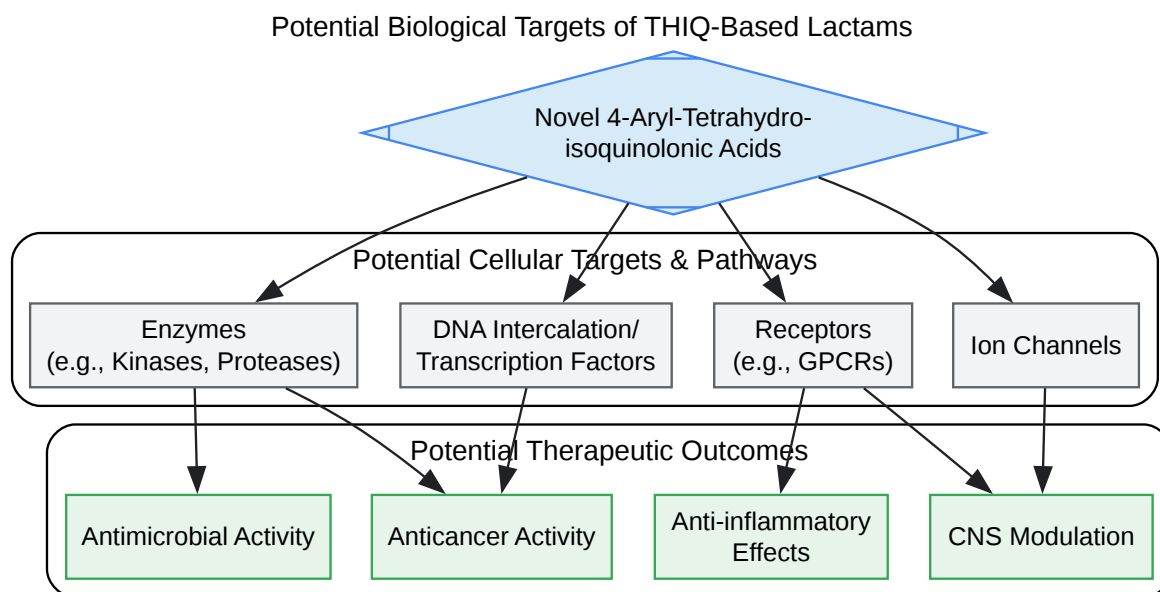 Potential Biological Targets of THIQ-Based Lactams
Novel 4-Aryl-Tetrahydro-
isoquinolonic Acids
Potential Cellular Targets & Pathways
Enzymes
(e.g., Kinases, Proteases)
DNA Intercalation/
Transcription Factors
Receptors
(e.g., GPCRs)
Ion Channels
Potential Therapeutic Outcomes
Antimicrobial Activity
Anticancer Activity
Anti-inflammatory
Effects
CNS Modulation